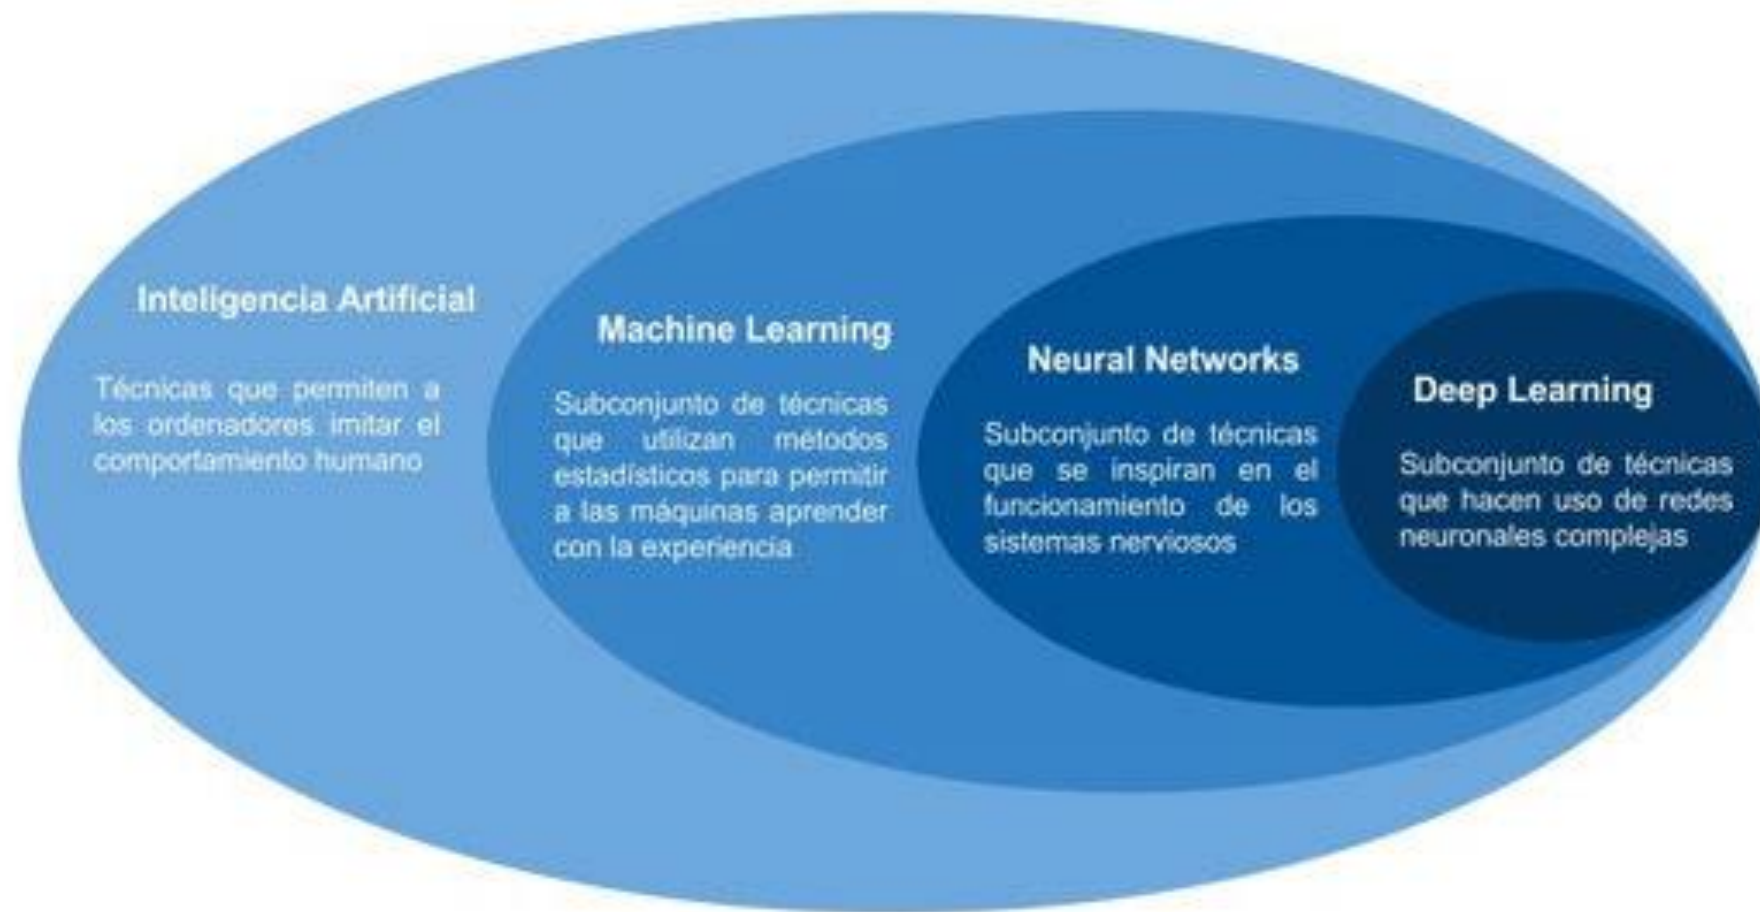 Inteligencia Artificial
Técnicas que permiten a
los ordenadores imitar el
comportamiento humano
Machine Learning
Subconjunto de técnicas
que utilizan métodos
estadísticos para permitir
a las máquinas aprender
con la experiencia
Neural Networks
Subconjunto de técnicas
que se inspiran en el
funcionamiento de los
sistemas nerviosos
Deep Learning
Subconjunto de técnicas
que hacen uso de redes
neuronales complejas